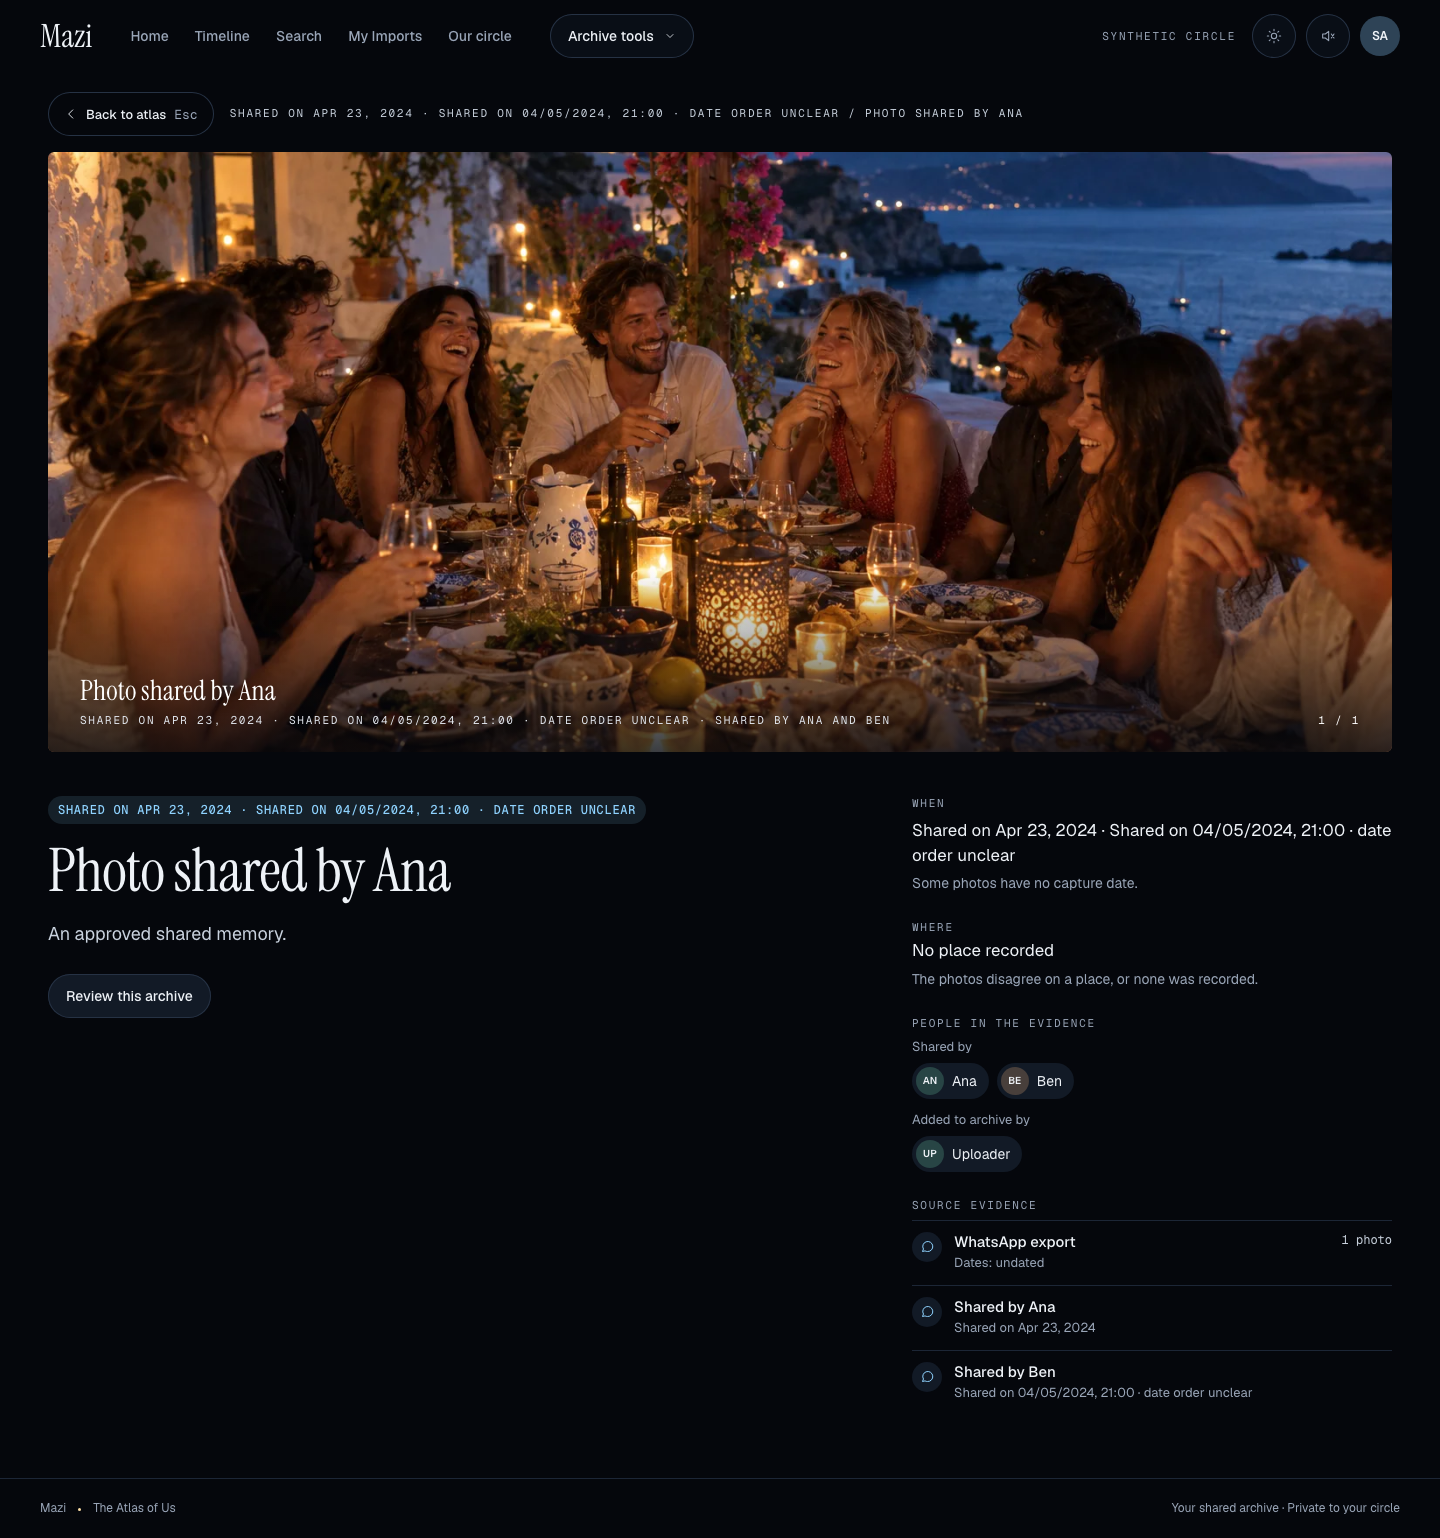 Mazi
Home
Timeline
Search
My Imports
Our circle
Archive tools
SYNTHETIC CIRCLE
SA
Back to atlas Esc
SHARED ON APR 23, 2024 · SHARED ON 04/05/2024, 21:00 · DATE ORDER UNCLEAR / PHOTO SHARED BY ANA
Photo shared by Ana
SHARED ON APR 23, 2024 · SHARED ON 04/05/2024, 21:00 · DATE ORDER UNCLEAR · SHARED BY ANA AND BEN
1 / 1
SHARED ON APR 23, 2024 · SHARED ON 04/05/2024, 21:00 · DATE ORDER UNCLEAR
Photo shared by Ana
An approved shared memory.
Review this archive
WHEN
Shared on Apr 23, 2024 · Shared on 04/05/2024, 21:00 · date
order unclear
Some photos have no capture date.
WHERE
No place recorded
The photos disagree on a place, or none was recorded.
PEOPLE IN THE EVIDENCE
Shared by
AN Ana
BE Ben
Added to archive by
UP Uploader
SOURCE EVIDENCE
WhatsApp export
1 photo
Dates: undated
Shared by Ana
Shared on Apr 23, 2024
Shared by Ben
Shared on 04/05/2024, 21:00 · date order unclear
Mazi • The Atlas of Us
Your shared archive · Private to your circle